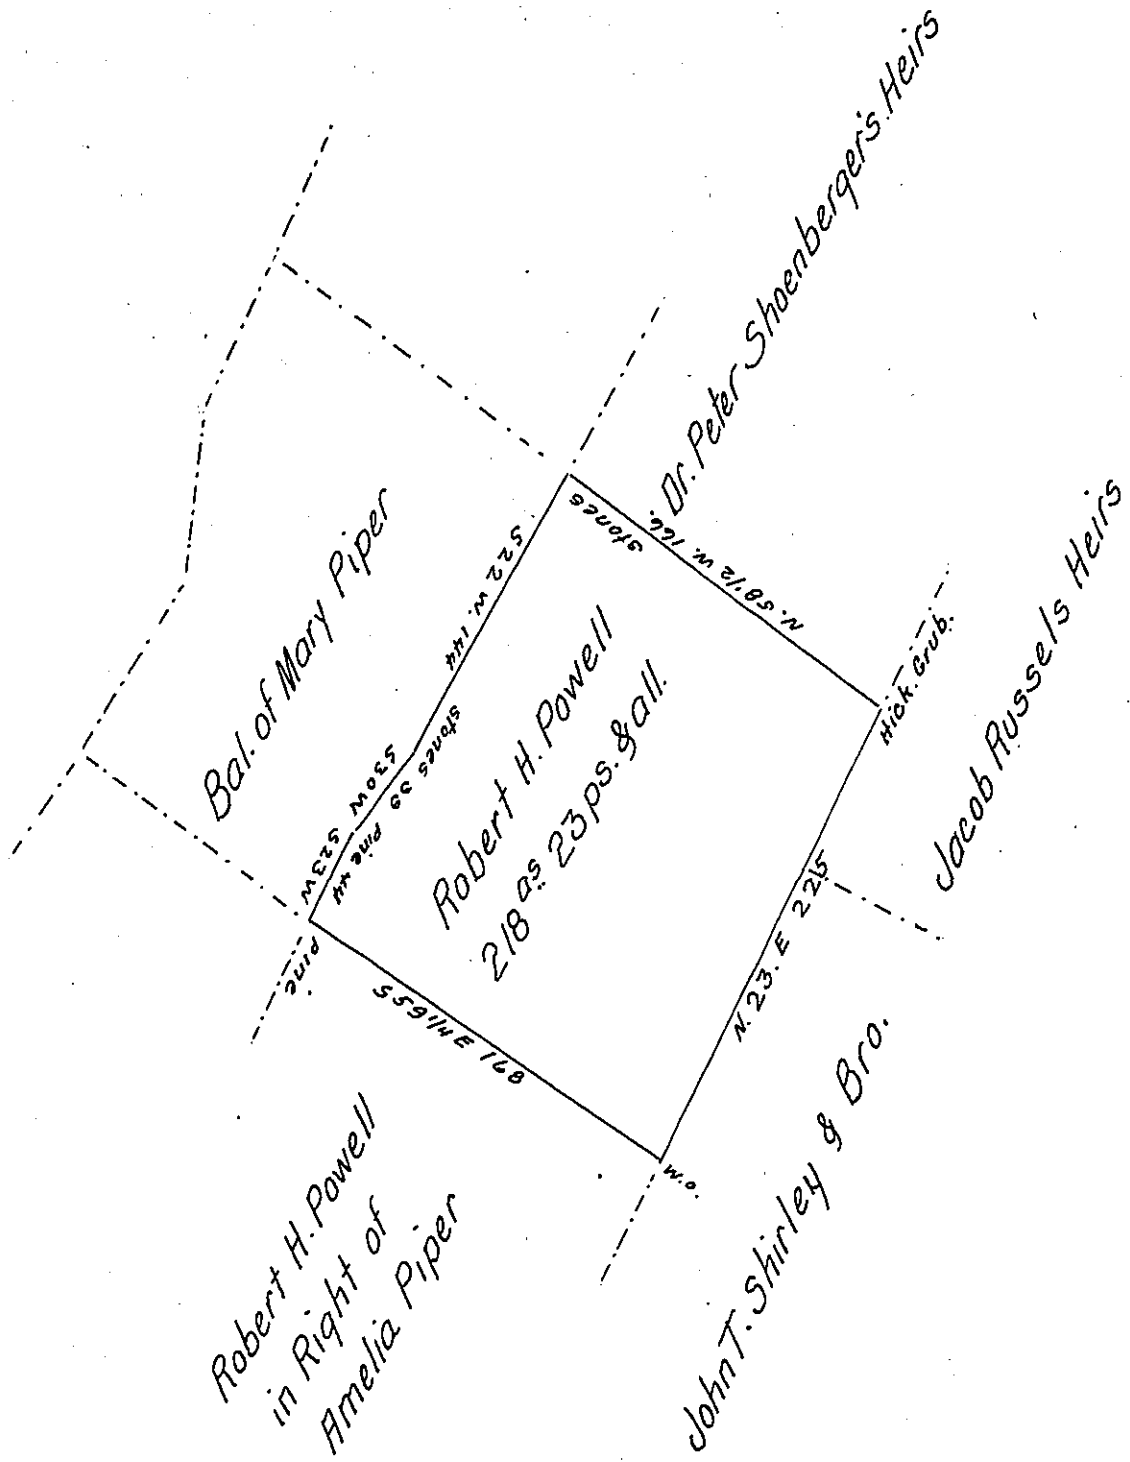 Dr. Peter Shoenberger's Heirs
Bal. of Mary Piper
S 22 W. 144
stones
N. 58 1/2 W. 166.
Robert H. Powell
218 as 23 ps. & all.
S 30 W
stones 39
S 23 W
Pine 44
Pine
S 59 1/4 E 168
Hick. Grub.
Jacob Russels Heirs
N. 23. E 225
W.O.
Robert H. Powell
in Right of
Amelia Piper
John T. Shirley & Bro.